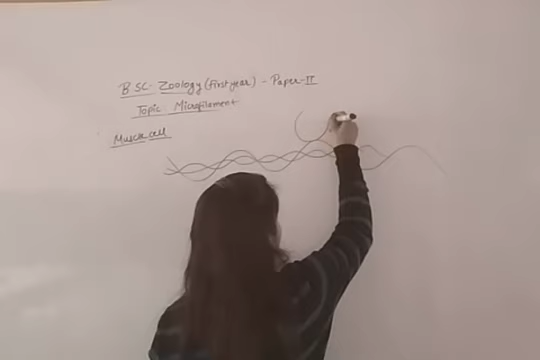 B.SC. Zoology (first year) - Paper-II
Topic Microfilament
Muscle cell